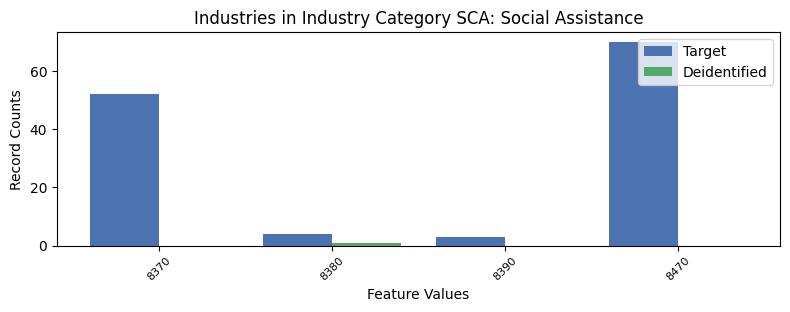 Industries in Industry Category SCA: Social Assistance
Target
Deidentified
Record Counts
60
40
20
0
8370
8380
8390
8470
Feature Values